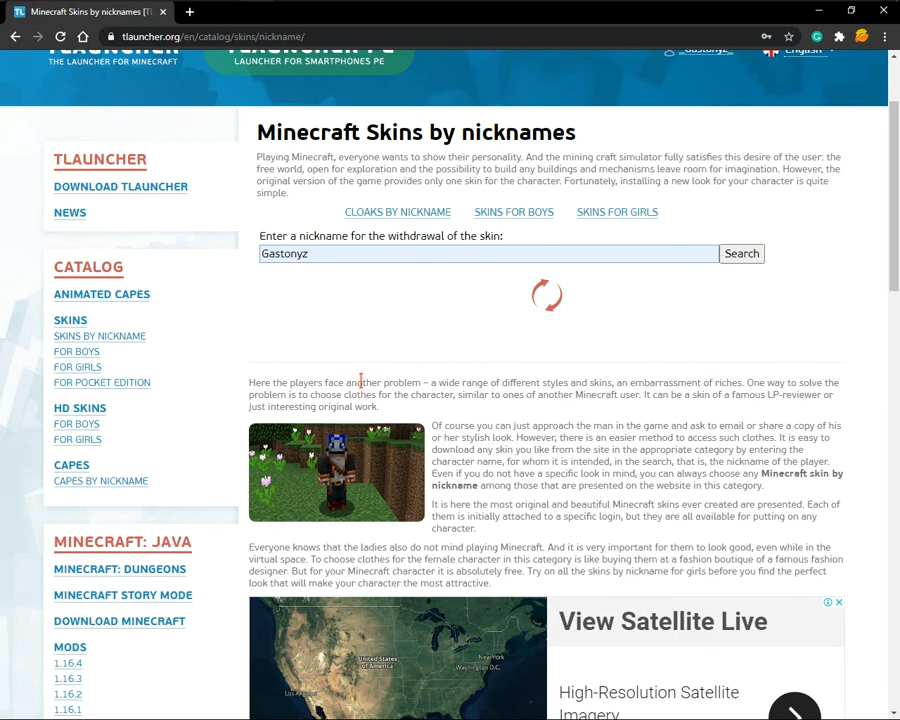 Minecraft Skins by nicknames [TL
tlauncher.org/en/catalog/skins/nickname/
TLAUNCHER
THE LAUNCHER FOR MINECRAFT
TLAUNCHER PE
LAUNCHER FOR SMARTPHONES PE
Gastonyz_
English
TLAUNCHER
DOWNLOAD TLAUNCHER
NEWS
CATALOG
ANIMATED CAPES
SKINS
SKINS BY NICKNAME
FOR BOYS
FOR GIRLS
FOR POCKET EDITION
HD SKINS
FOR BOYS
FOR GIRLS
CAPES
CAPES BY NICKNAME
MINECRAFT: JAVA
MINECRAFT: DUNGEONS
MINECRAFT STORY MODE
DOWNLOAD MINECRAFT
MODS
1.16.4
1.16.3
1.16.2
1.16.1
Minecraft Skins by nicknames
Playing Minecraft, everyone wants to show their personality. And the mining craft simulator fully satisfies this desire of the user: the
free world, open for exploration and the possibility to build any buildings and mechanisms leave room for imagination. However, the
original version of the game provides only one skin for the character. Fortunately, installing a new look for your character is quite
simple.
CLOAKS BY NICKNAME SKINS FOR BOYS SKINS FOR GIRLS
Enter a nickname for the withdrawal of the skin:
Gastonyz Search
Here the players face another problem – a wide range of different styles and skins, an embarrassment of riches. One way to solve the
problem is to choose clothes for the character, similar to ones of another Minecraft user. It can be a skin of a famous LP-reviewer or
just interesting original work.
Of course you can just approach the man in the game and ask to email or share a copy of his
or her stylish look. However, there is an easier method to access such clothes. It is easy to
download any skin you like from the site in the appropriate category by entering the
character name, for whom it is intended, in the search, that is, the nickname of the player.
Even if you do not have a specific look in mind, you can always choose any Minecraft skin by
nickname among those that are presented on the website in this category.
It is here the most original and beautiful Minecraft skins ever created are presented. Each of
them is initially attached to a specific login, but they are all available for putting on any
character.
Everyone knows that the ladies also do not mind playing Minecraft. And it is very important for them to look good, even while in the
virtual space. To choose clothes for the female character in this category is like buying them at a fashion boutique of a famous fashion
designer. But for your Minecraft character it is absolutely free. Try on all the skins by nickname for girls before you find the perfect
look that will make your character the most attractive.
United States
of America
New York
Washington D.C.
View Satellite Live
High-Resolution Satellite
Imagery